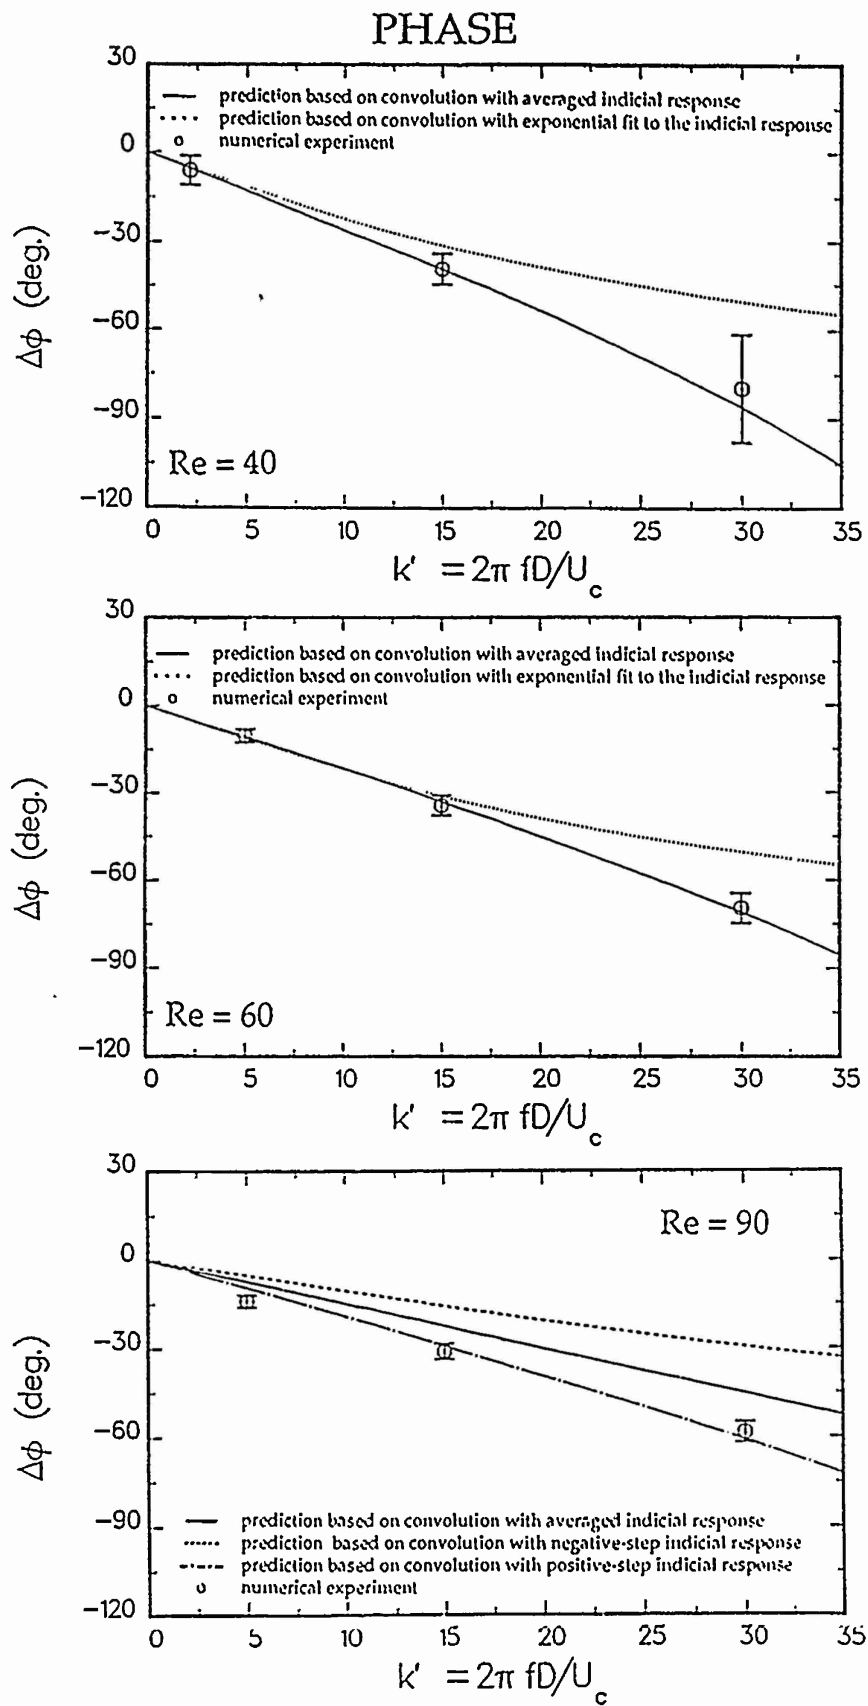 PHASE
30
prediction based on convolution with averaged indicial response
prediction based on convolution with exponential fit to the indicial response
numerical experiment
0
−30
−60
−90
−120
Δϕ (deg.)
Re = 40
0 5 10 15 20 25 30 35
k' = 2π fD/U_c
30
prediction based on convolution with averaged indicial response
prediction based on convolution with exponential fit to the indicial response
numerical experiment
0
−30
−60
−90
−120
Δϕ (deg.)
Re = 60
0 5 10 15 20 25 30 35
k' = 2π fD/U_c
30
Re = 90
0
−30
−60
−90
−120
Δϕ (deg.)
prediction based on convolution with averaged indicial response
prediction based on convolution with negative-step indicial response
prediction based on convolution with positive-step indicial response
numerical experiment
0 5 10 15 20 25 30 35
k' = 2π fD/U_c